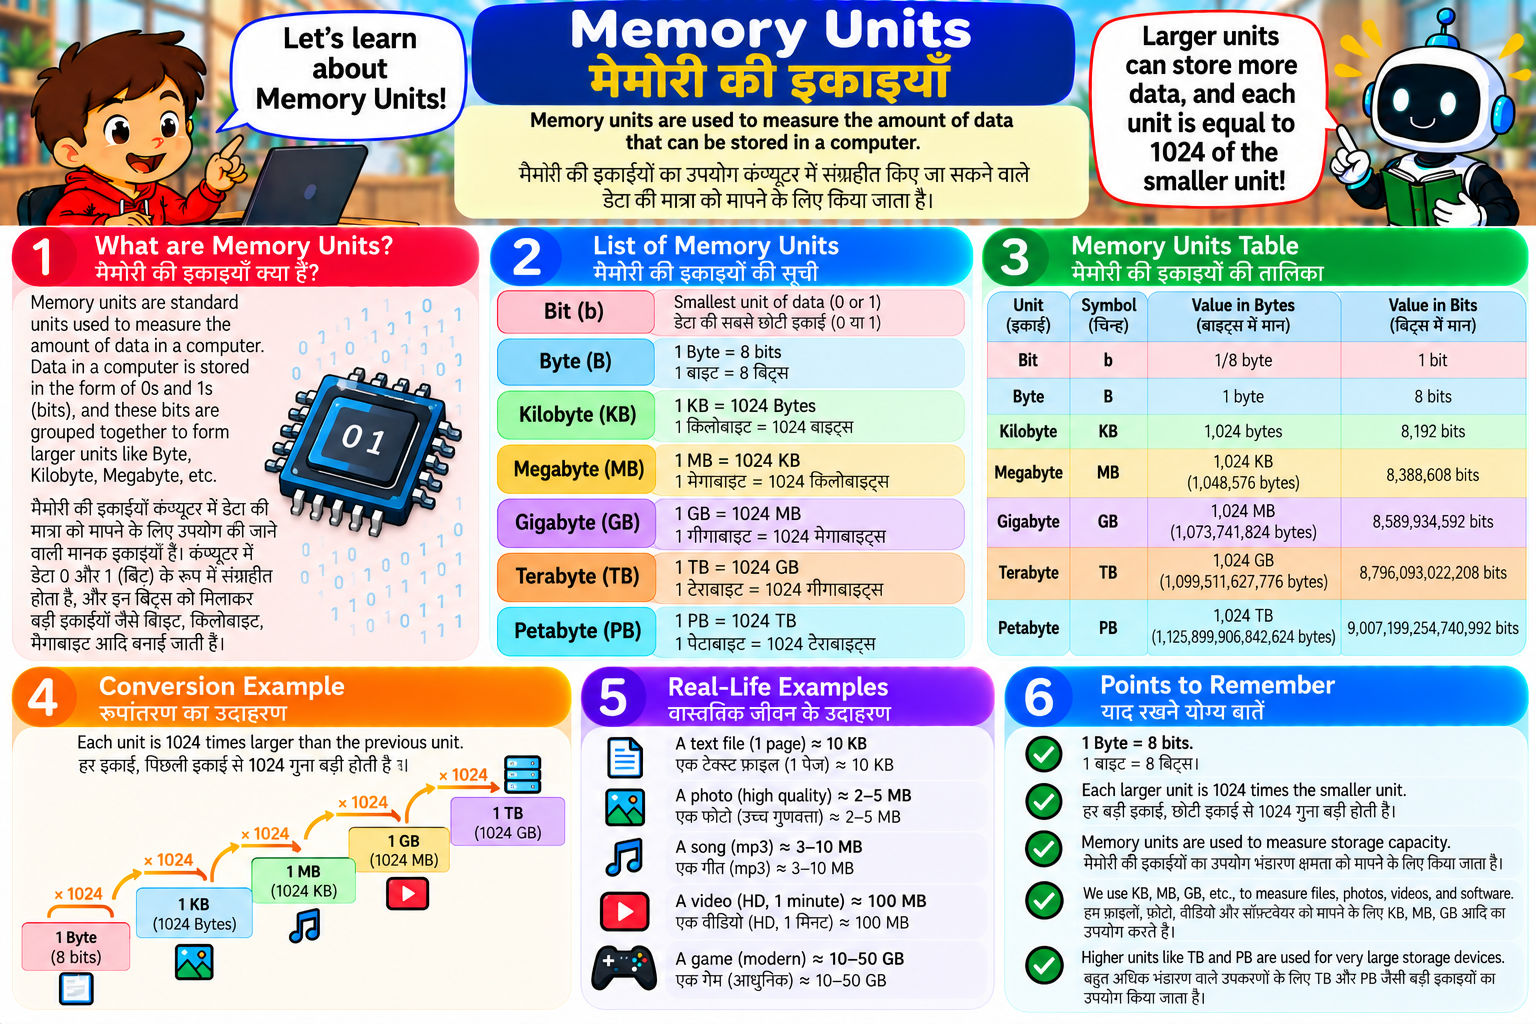 Let's learn
about
Memory Units!
Memory Units
मेमोरी की इकाइयाँ
Memory units are used to measure the amount of data
that can be stored in a computer.
मैमोरी की इकाईयों का उपयोग कंप्यूटर में संग्रहीत किए जा सकने वाले
डेटा की मात्रा को मापने के लिए किया जाता है।
Larger units
can store more
data, and each
unit is equal to
1024 of the
smaller unit!
1 What are Memory Units?
मेमोरी की इकाइयाँ क्या हैं?
Memory units are standard
units used to measure the
amount of data in a computer.
Data in a computer is stored
in the form of 0s and 1s
(bits), and these bits are
grouped together to form
larger units like Byte,
Kilobyte, Megabyte, etc.
मैमोरी की इकाईयों कंप्यूटर में डेटा की
मात्रा को मापने के लिए उपयोग की जाने
वाली मानक इकाइयाँ हैं। कंप्यूटर में
डेटा 0 और 1 (बिट) के रूप में संग्राहीत
होता है, और इन बिट्स को मिलाकर
बड़ी इकाईयों जैसे बिाइट, किलोबाइट,
मैगाबाइट आदि बनाई जाती हैं।
0 1
2 List of Memory Units
मेमोरी की इकाइयों की सूची
Bit (b) Smallest unit of data (0 or 1)
डेटा की सबसे छोटी इकाई (0 या 1)
Byte (B) 1 Byte = 8 bits
1 बाइट = 8 बिट्स
Kilobyte (KB) 1 KB = 1024 Bytes
1 किलोबाइट = 1024 बाइट्स
Megabyte (MB) 1 MB = 1024 KB
1 मेगाबाइट = 1024 किलोबाइट्स
Gigabyte (GB) 1 GB = 1024 MB
1 गीगाबाइट = 1024 मेगाबाइट्स
Terabyte (TB) 1 TB = 1024 GB
1 टेराबाइट = 1024 गीगाबाइट्स
Petabyte (PB) 1 PB = 1024 TB
1 पेटाबाइट = 1024 टेराबाइट्स
3 Memory Units Table
मेमोरी की इकाइयों की तालिका
Unit Symbol Value in Bytes Value in Bits
(इकाई) (चिन्ह) (बाइट्स में मान) (बिट्स में मान)
Bit b 1/8 byte 1 bit
Byte B 1 byte 8 bits
Kilobyte KB 1,024 bytes 8,192 bits
Megabyte MB 1,024 KB
(1,048,576 bytes) 8,388,608 bits
Gigabyte GB 1,024 MB
(1,073,741,824 bytes) 8,589,934,592 bits
Terabyte TB 1,024 GB
(1,099,511,627,776 bytes) 8,796,093,022,208 bits
Petabyte PB 1,024 TB
(1,125,899,906,842,624 bytes) 9,007,199,254,740,992 bits
4 Conversion Example
रूपांतरण का उदाहरण
Each unit is 1024 times larger than the previous unit.
हर इकाई, पिछली इकाई से 1024 गुना बड़ी होती है।
× 1024
× 1024
× 1024
× 1024
× 1024
1 Byte
(8 bits)
1 KB
(1024 Bytes)
1 MB
(1024 KB)
1 GB
(1024 MB)
1 TB
(1024 GB)
5 Real-Life Examples
वास्तविक जीवन के उदाहरण
A text file (1 page) ≈ 10 KB
एक टेक्स्ट फ़ाइल (1 पेज) ≈ 10 KB
A photo (high quality) ≈ 2–5 MB
एक फोटो (उच्च गुणवत्ता) ≈ 2–5 MB
A song (mp3) ≈ 3–10 MB
एक गीत (mp3) ≈ 3–10 MB
A video (HD, 1 minute) ≈ 100 MB
एक वीडियो (HD, 1 मिनट) ≈ 100 MB
A game (modern) ≈ 10–50 GB
एक गेम (आधुनिक) ≈ 10–50 GB
6 Points to Remember
याद रखने योग्य बातें
1 Byte = 8 bits.
1 बाइट = 8 बिट्स।
Each larger unit is 1024 times the smaller unit.
हर बड़ी इकाई, छोटी इकाई से 1024 गुना बड़ी होती है।
Memory units are used to measure storage capacity.
मेमोरी की इकाईयों का उपयोग भंडारण क्षमता को मापने के लिए किया जाता है।
We use KB, MB, GB, etc., to measure files, photos, videos, and software.
हम फ़ाइलों, फ़ोटो, वीडियो और सॉफ़्टवेयर को मापने के लिए KB, MB, GB आदि का
उपयोग करते है।
Higher units like TB and PB are used for very large storage devices.
बहुत अधिक भंडारण वाले उपकरणों के लिए TB और PB जैसी बड़ी इकाइयों का
उपयोग किया जाता है।